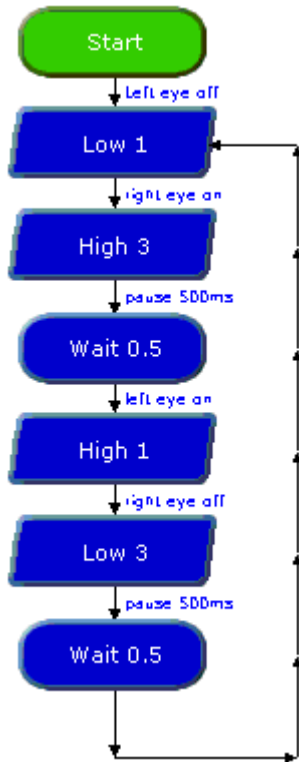 Start
Left eye off
Low 1
right eye on
High 3
pause 500ms
Wait 0.5
left eye on
High 1
right eye off
Low 3
pause 500ms
Wait 0.5